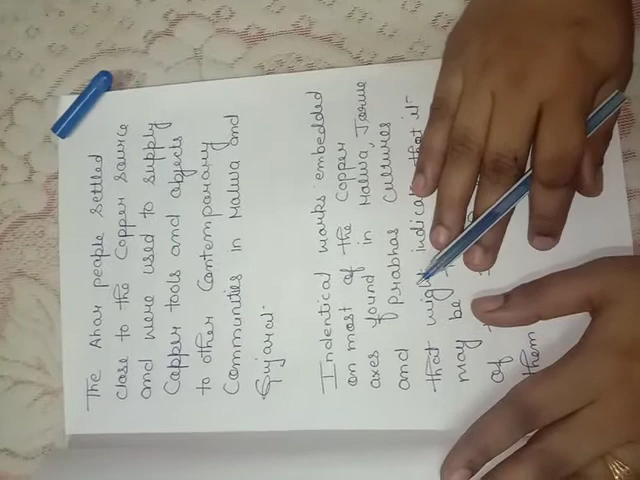 The Ahar people settled
close to the Copper source
and were used to supply
Copper tools and objects
to other Contemporary
Communities in Malwa and
Gujarat.
Indentical marks embedded
on most of the Copper
axes found in Malwa, Jorwe
and Prabhas Cultures
that might indicate that it
may be
of
them